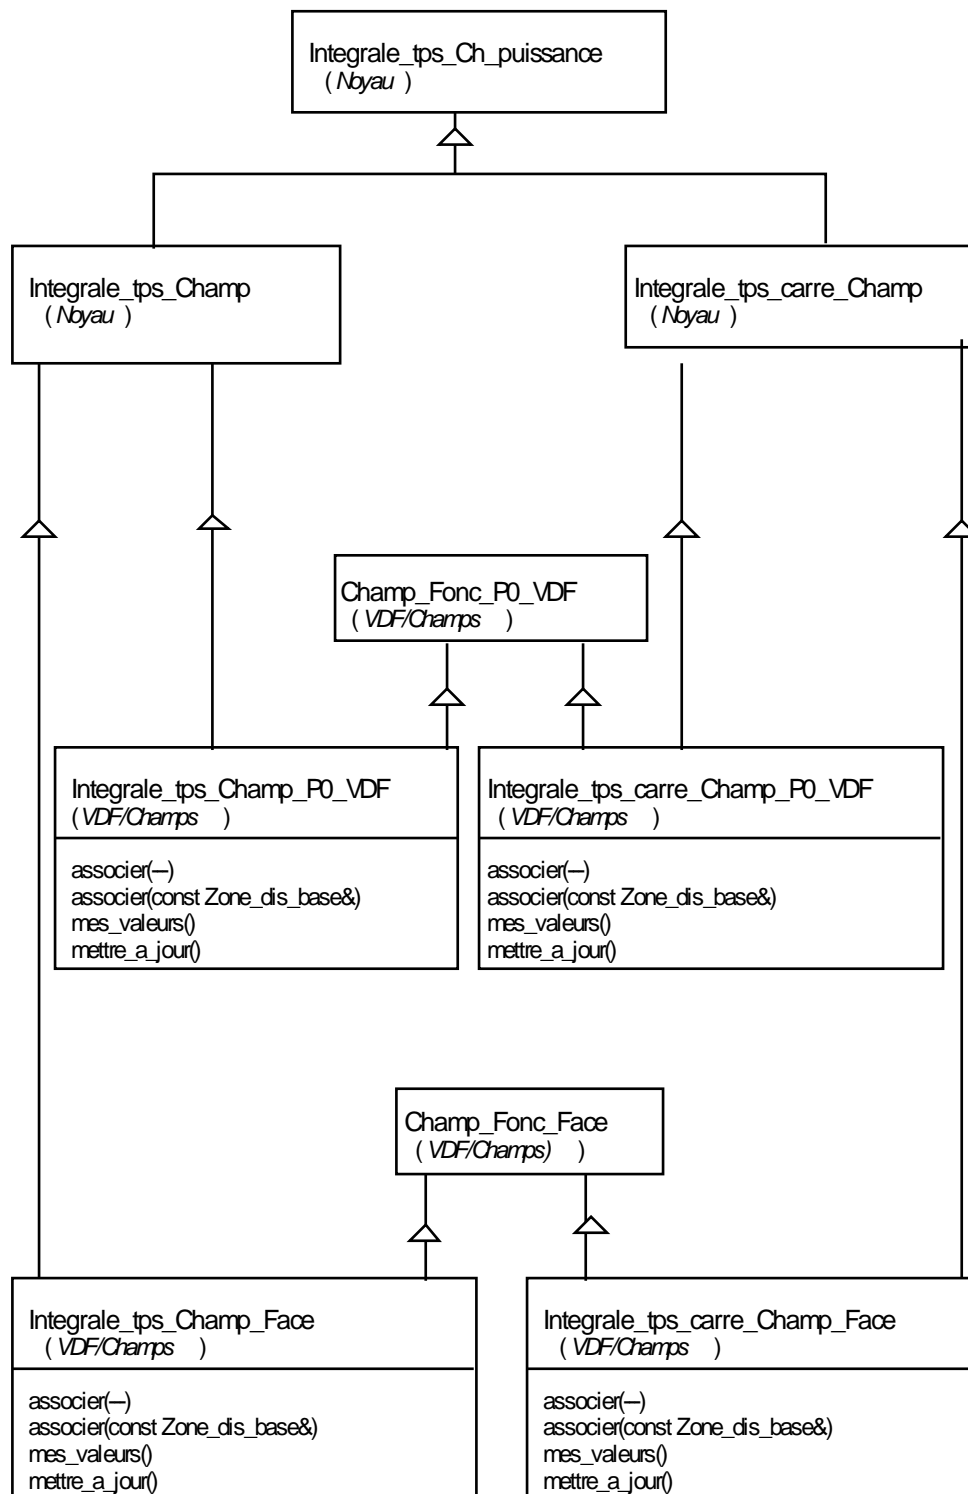 Integrale_tps_Ch_puissance
( Noyau )
Integrale_tps_Champ
( Noyau )
Integrale_tps_carre_Champ
( Noyau )
Champ_Fonc_P0_VDF
( VDF/Champs )
Integrale_tps_Champ_P0_VDF
( VDF/Champs )
associer(---)
associer(const Zone_dis_base&)
mes_valeurs()
mettre_a_jour()
Integrale_tps_carre_Champ_P0_VDF
( VDF/Champs )
associer(---)
associer(const Zone_dis_base&)
mes_valeurs()
mettre_a_jour()
Champ_Fonc_Face
( VDF/Champs) )
Integrale_tps_Champ_Face
( VDF/Champs )
associer(---)
associer(const Zone_dis_base&)
mes_valeurs()
mettre_a_jour()
Integrale_tps_carre_Champ_Face
( VDF/Champs )
associer(---)
associer(const Zone_dis_base&)
mes_valeurs()
mettre_a_jour()